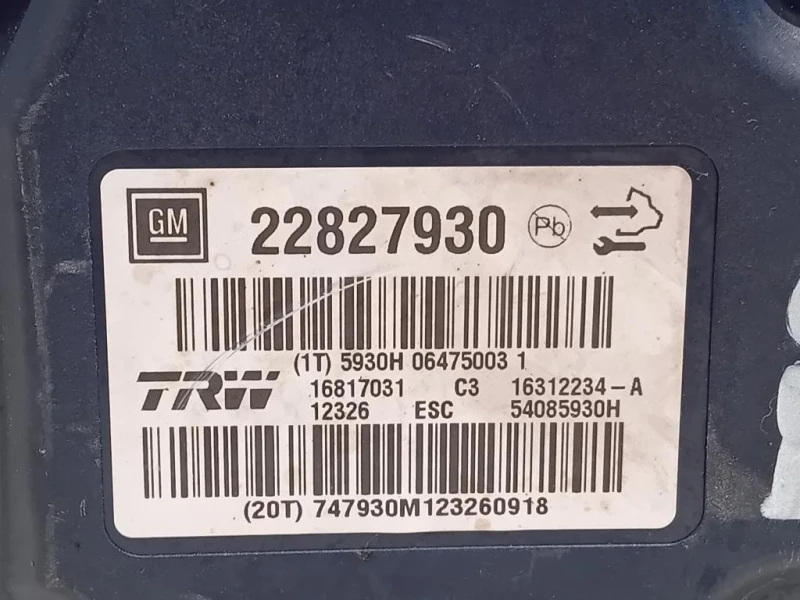 GM 22827930 Pb
(1T) 5930H 06475003 1
TRW 16817031 C3 16312234-A
12326 ESC 54085930H
(20T) 747930M123260918